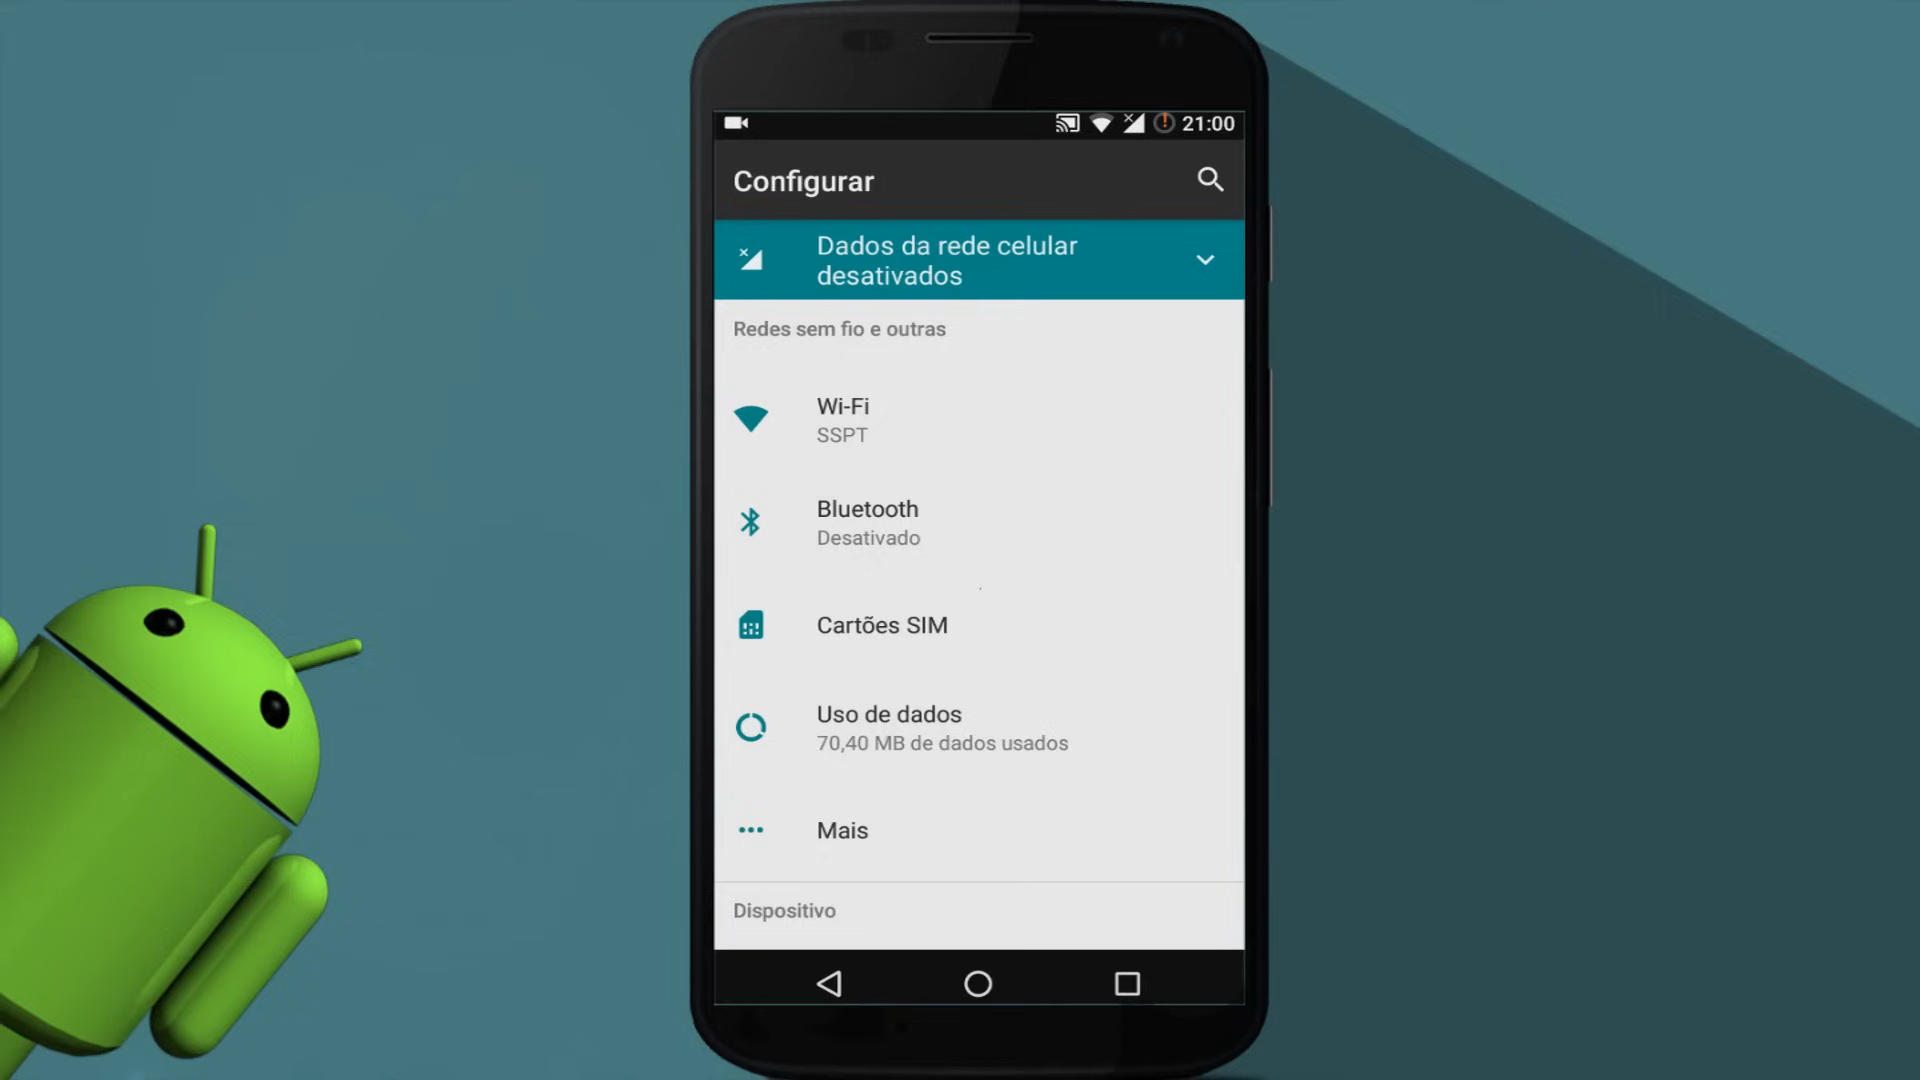 21:00
Configurar
Dados da rede celular
desativados
Redes sem fio e outras
Wi-Fi
SSPT
Bluetooth
Desativado
Cartões SIM
Uso de dados
70,40 MB de dados usados
Mais
Dispositivo